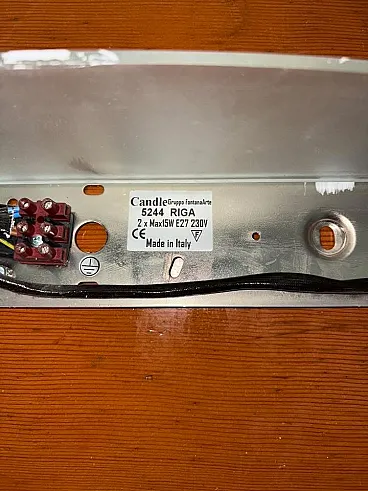 Candle Gruppo FontanaArte
5244 RIGA
2 x Max15W E27 230V
CE F
Made in Italy